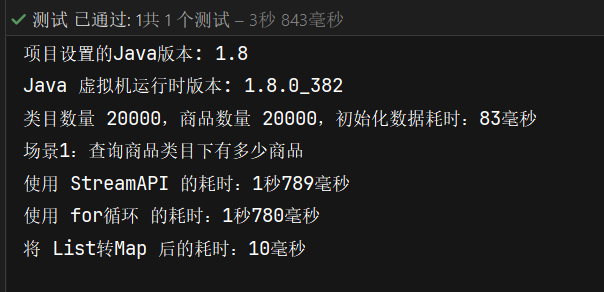 测试 已通过: 1共 1 个测试 – 3秒 843毫秒
项目设置的Java版本: 1.8
Java 虚拟机运行时版本: 1.8.0_382
类目数量 20000，商品数量 20000，初始化数据耗时：83毫秒
场景1：查询商品类目下有多少商品
使用 StreamAPI 的耗时：1秒789毫秒
使用 for循环 的耗时：1秒780毫秒
将 List转Map 后的耗时：10毫秒